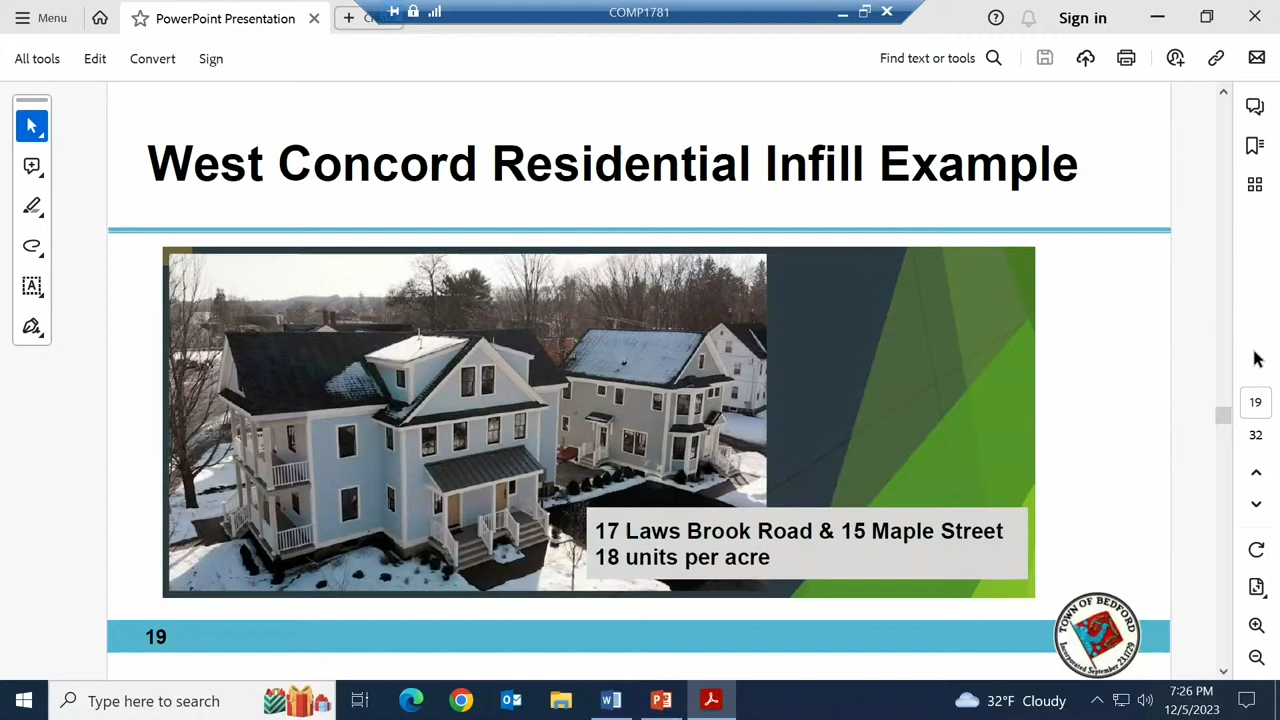 Menu
PowerPoint Presentation
COMP1781
Sign in
All tools
Edit
Convert
Sign
Find text or tools
West Concord Residential Infill Example
17 Laws Brook Road & 15 Maple Street
18 units per acre
19
TOWN OF BEDFORD
19
32
Type here to search
32°F Cloudy
7:26 PM
12/5/2023